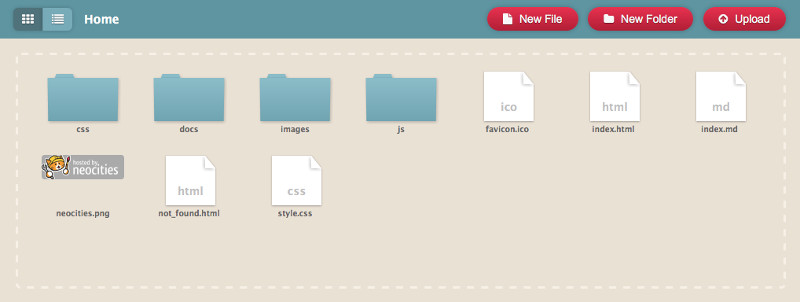 Home
New File
New Folder
Upload
css
docs
images
js
ico
favicon.ico
html
index.html
md
index.md
hosted by
neocities
neocities.png
html
not_found.html
css
style.css